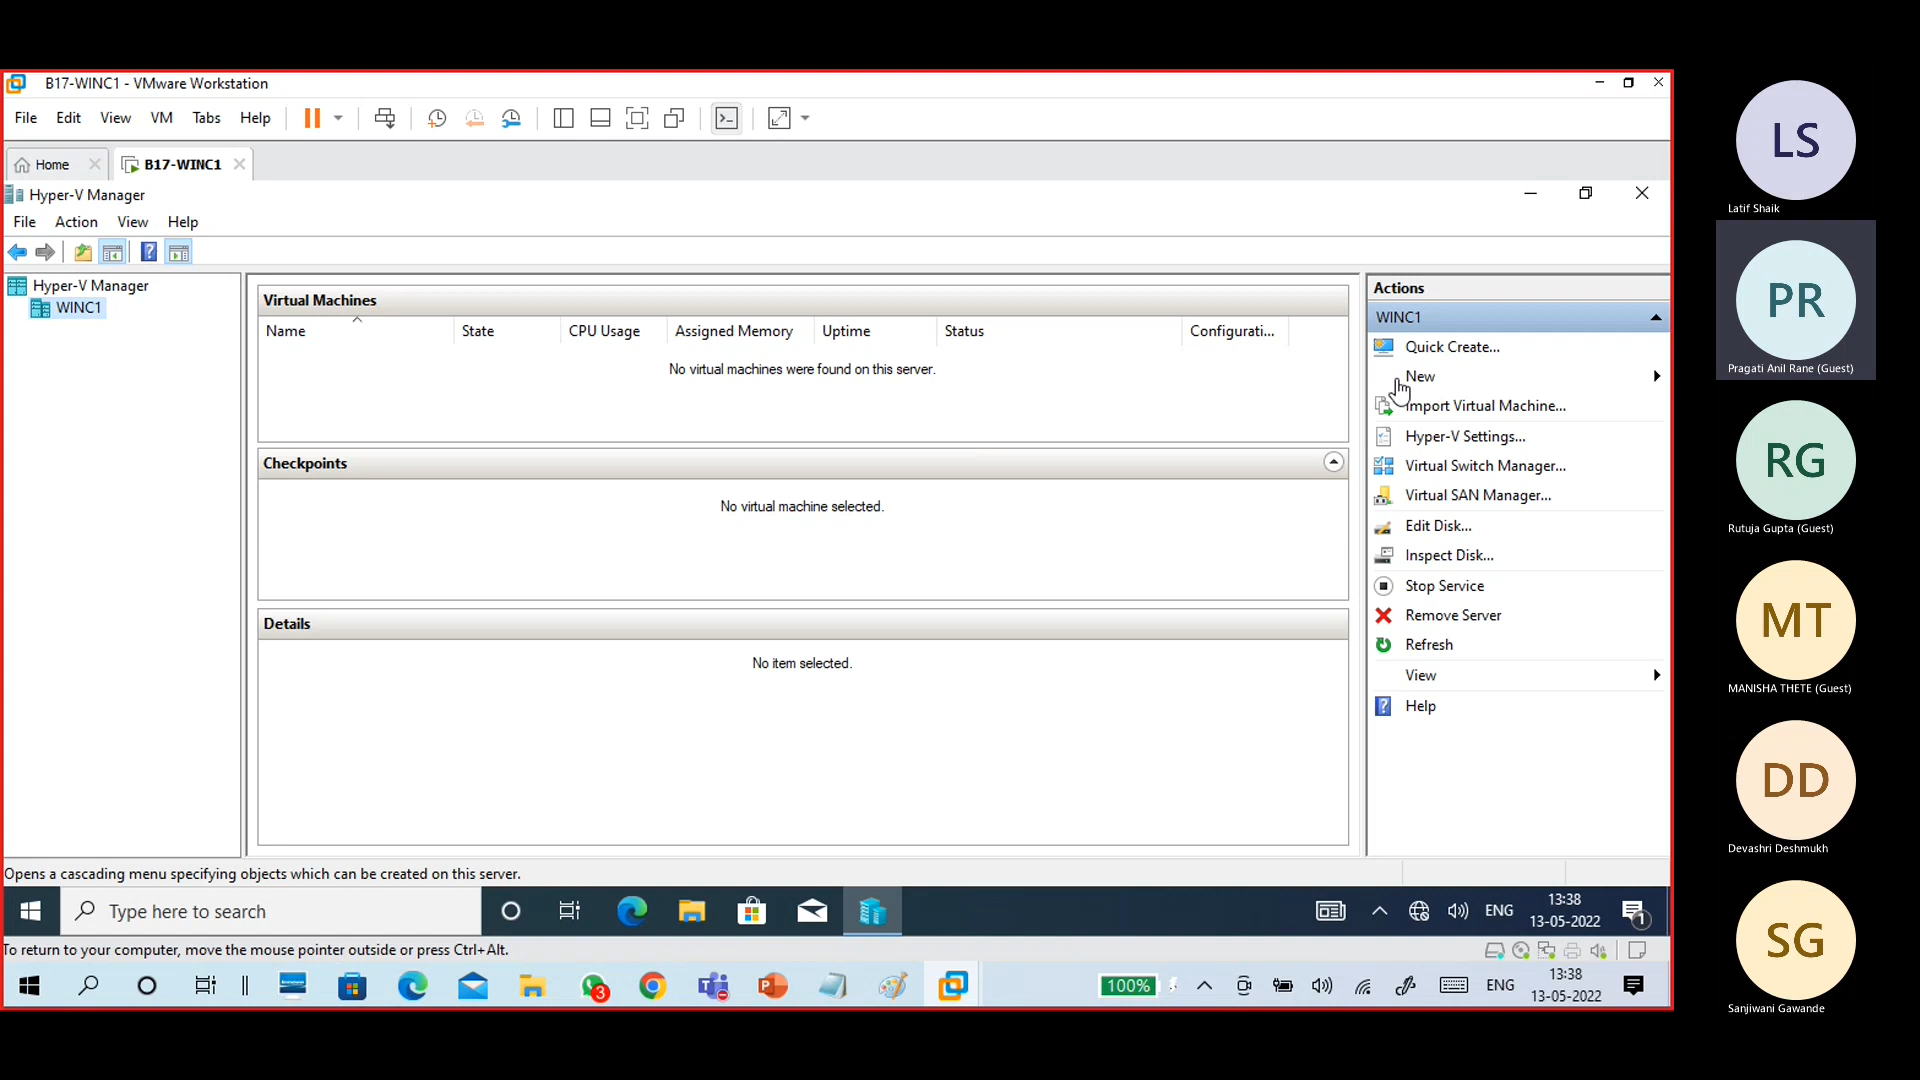 B17-WINC1 - VMware Workstation
File Edit View VM Tabs Help
Home
B17-WINC1
Hyper-V Manager
File Action View Help
Hyper-V Manager
WINC1
Virtual Machines
Name State CPU Usage Assigned Memory Uptime Status Configurati...
No virtual machines were found on this server.
Checkpoints
No virtual machine selected.
Details
No item selected.
Actions
WINC1
Quick Create...
New
Import Virtual Machine...
Hyper-V Settings...
Virtual Switch Manager...
Virtual SAN Manager...
Edit Disk...
Inspect Disk...
Stop Service
Remove Server
Refresh
View
Help
Opens a cascading menu specifying objects which can be created on this server.
Type here to search
ENG
13:38
13-05-2022
1
To return to your computer, move the mouse pointer outside or press Ctrl+Alt.
3
100%
ENG
13:38
13-05-2022
LS
Latif Shaik
PR
Pragati Anil Rane (Guest)
RG
Rutuja Gupta (Guest)
MT
MANISHA THETE (Guest)
DD
Devashri Deshmukh
SG
Sanjiwani Gawande